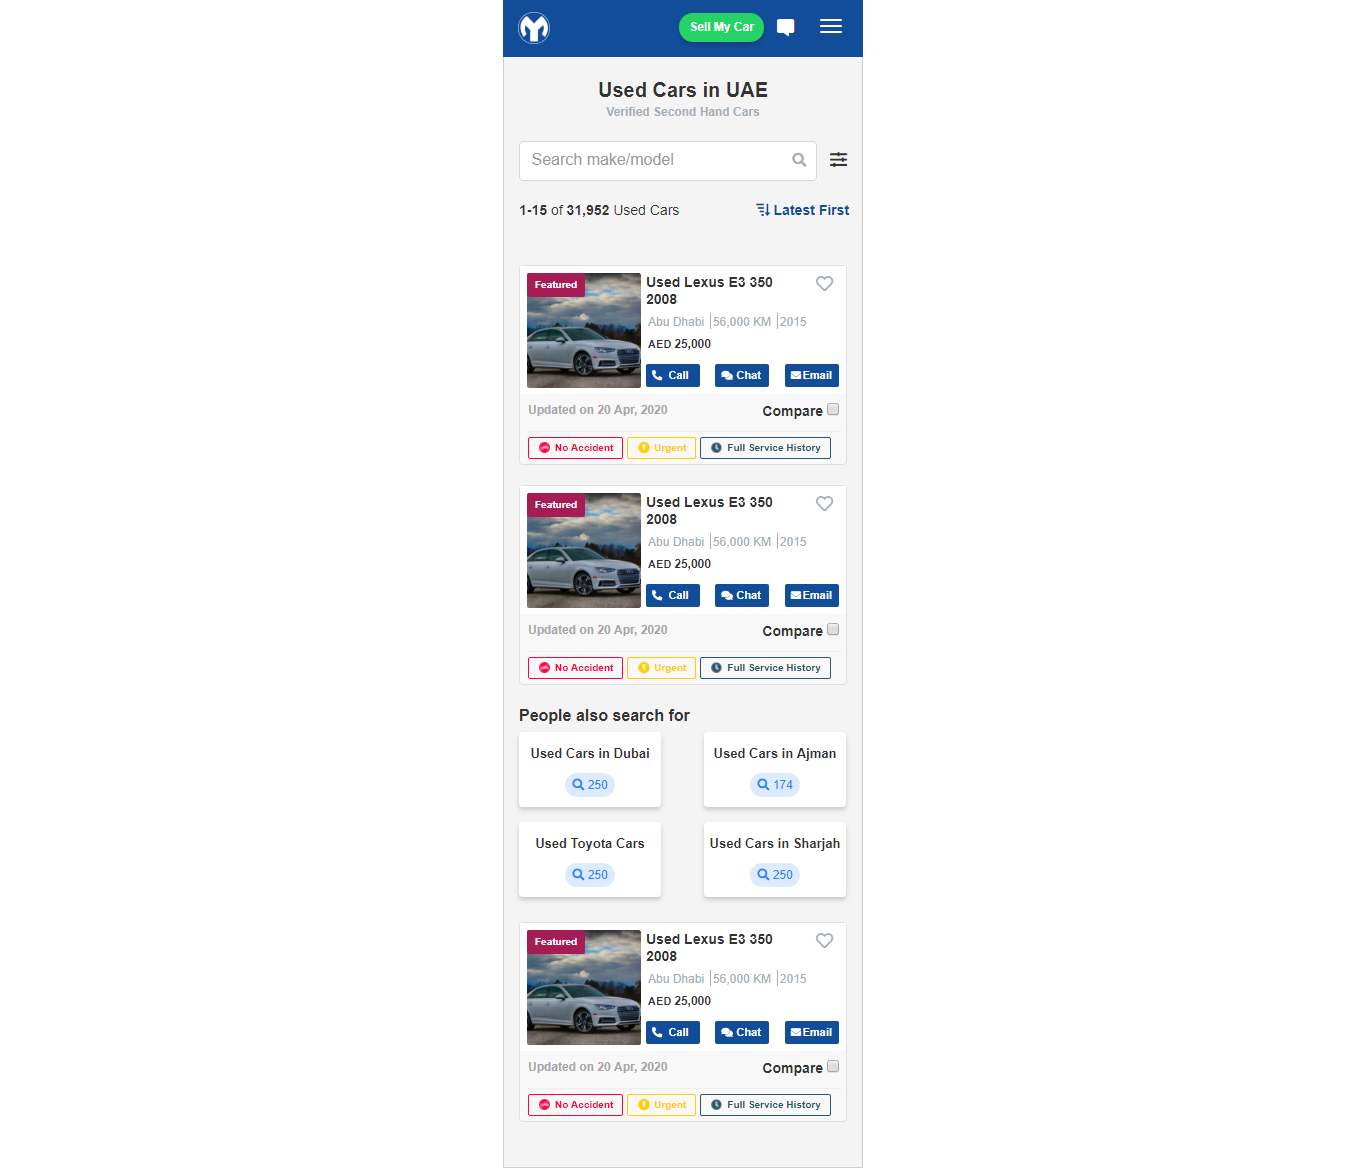 Sell My Car
Used Cars in UAE
Verified Second Hand Cars
Search make/model
1-15 of 31,952 Used Cars
Latest First
Featured
Used Lexus E3 350
2008
Abu Dhabi 56,000 KM 2015
AED 25,000
Call Chat Email
Updated on 20 Apr, 2020
Compare
No Accident Urgent Full Service History
Featured
Used Lexus E3 350
2008
Abu Dhabi 56,000 KM 2015
AED 25,000
Call Chat Email
Updated on 20 Apr, 2020
Compare
No Accident Urgent Full Service History
People also search for
Used Cars in Dubai
250
Used Cars in Ajman
174
Used Toyota Cars
250
Used Cars in Sharjah
250
Featured
Used Lexus E3 350
2008
Abu Dhabi 56,000 KM 2015
AED 25,000
Call Chat Email
Updated on 20 Apr, 2020
Compare
No Accident Urgent Full Service History